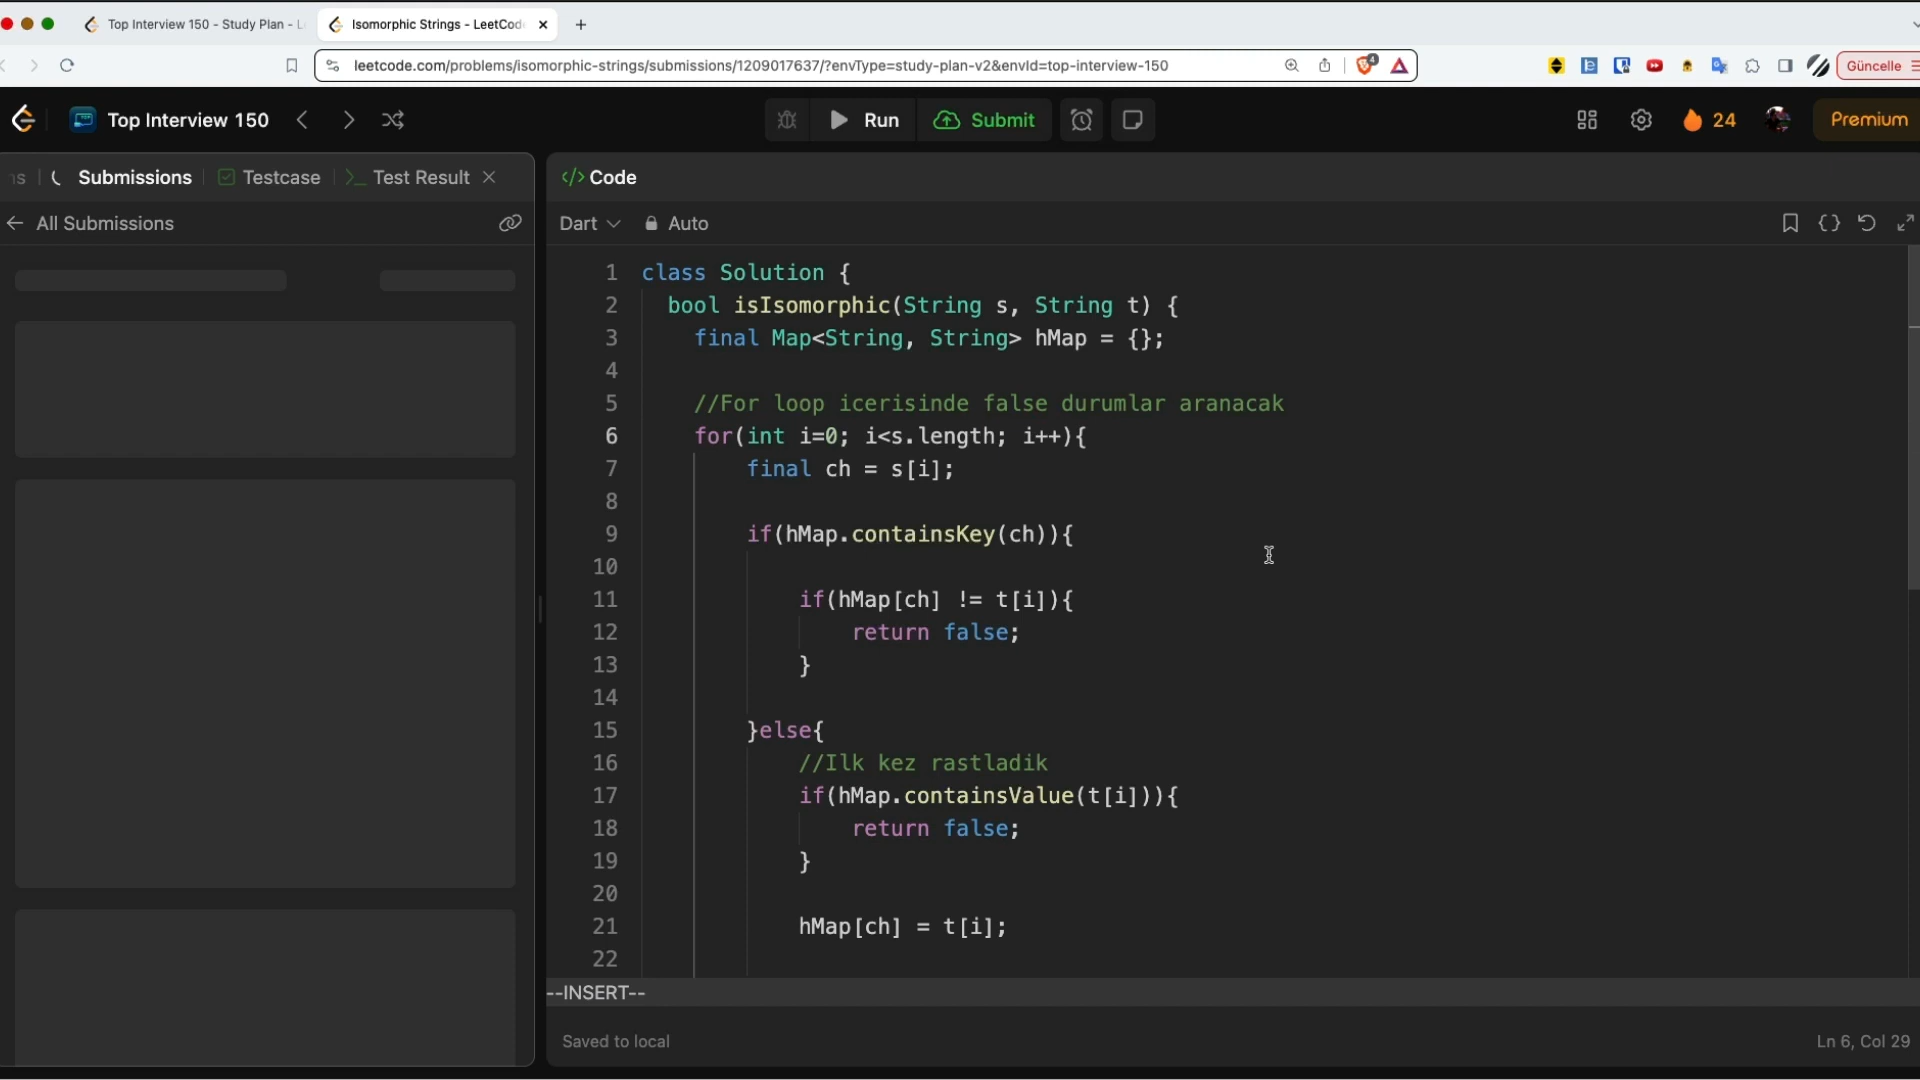 Top Interview 150 - Study Plan - L
Isomorphic Strings - LeetCod
leetcode.com/problems/isomorphic-strings/submissions/1209017637/?envType=study-plan-v2&envId=top-interview-150
4
Güncelle
Top Interview 150
Run
Submit
24
Premium
ns
Submissions
Testcase
Test Result
</> Code
All Submissions
Dart
Auto
1 class Solution {
2 bool isIsomorphic(String s, String t) {
3 final Map<String, String> hMap = {};
4
5 //For loop icerisinde false durumlar aranacak
6 for(int i=0; i<s.length; i++){
7 final ch = s[i];
8
9 if(hMap.containsKey(ch)){
10
11 if(hMap[ch] != t[i]){
12 return false;
13 }
14
15 }else{
16 //Ilk kez rastladik
17 if(hMap.containsValue(t[i])){
18 return false;
19 }
20
21 hMap[ch] = t[i];
22
--INSERT--
Saved to local
Ln 6, Col 29